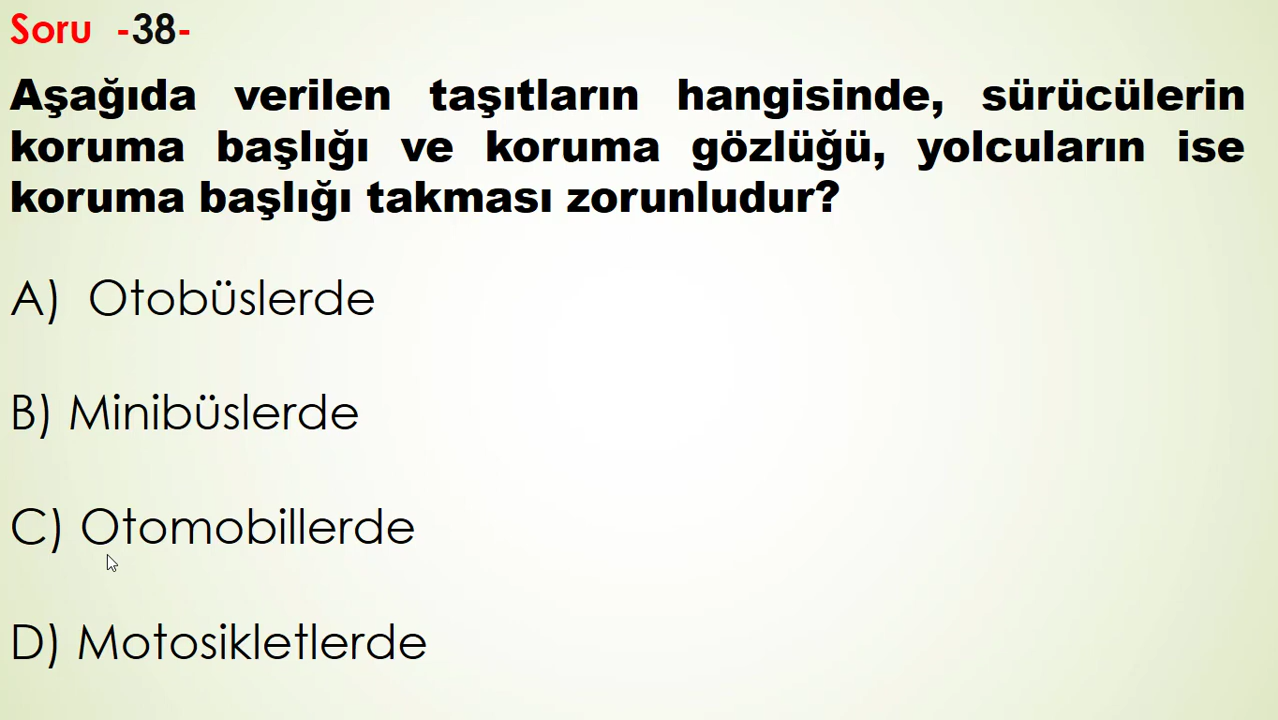 Soru -38-
Aşağıda verilen taşıtların hangisinde, sürücülerin
koruma başlığı ve koruma gözlüğü, yolcuların ise
koruma başlığı takması zorunludur?
A) Otobüslerde
B) Minibüslerde
C) Otomobillerde
D) Motosikletlerde